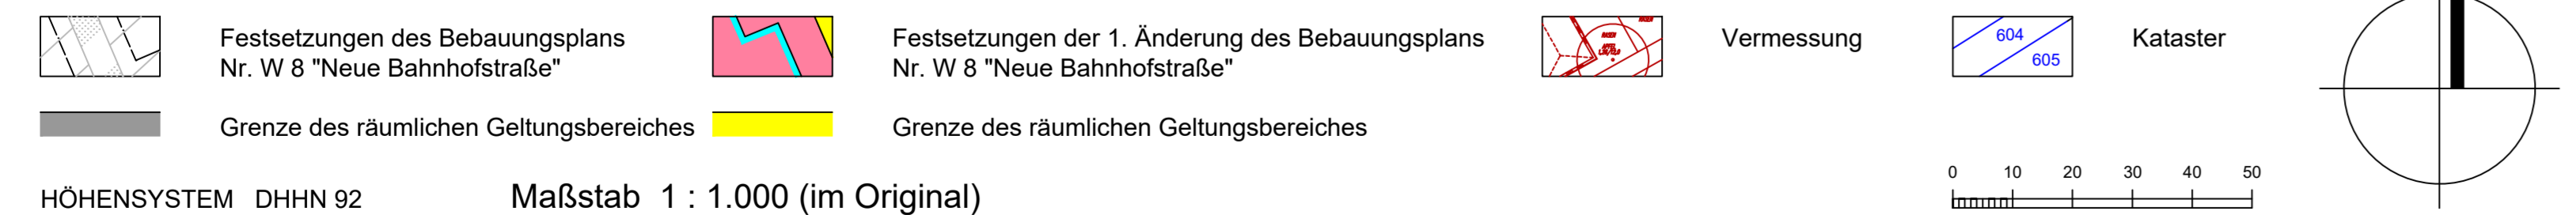 Festsetzungen des Bebauungsplans
Nr. W 8 "Neue Bahnhofstraße"
Festsetzungen der 1. Änderung des Bebauungsplans
Nr. W 8 "Neue Bahnhofstraße"
Vermessung
604
605
Kataster
Grenze des räumlichen Geltungsbereiches
Grenze des räumlichen Geltungsbereiches
HÖHENSYSTEM DHHN 92
Maßstab 1 : 1.000 (im Original)
0 10 20 30 40 50